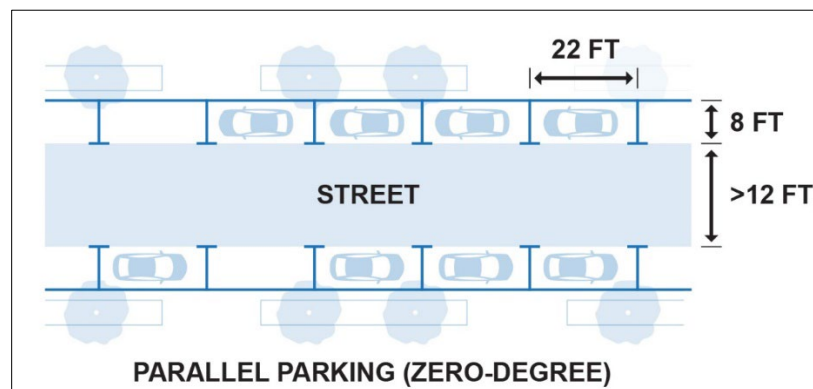 22 FT
8 FT
STREET
>12 FT
PARALLEL PARKING (ZERO-DEGREE)